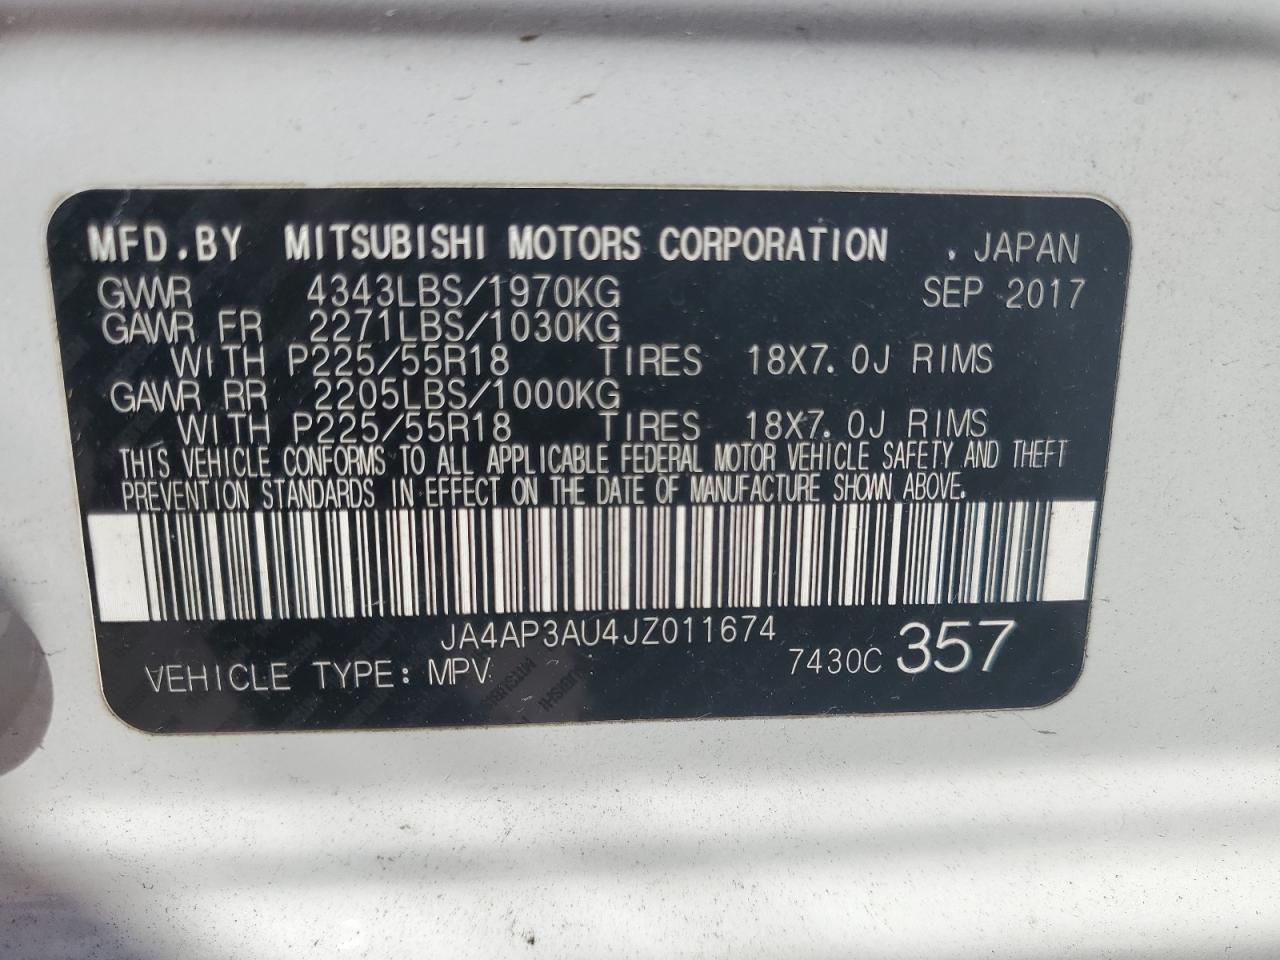 MFD.BY MITSUBISHI MOTORS CORPORATION . JAPAN
GVWR 4343LBS/1970KG SEP 2017
GAWR FR 2271LBS/1030KG
WITH P225/55R18 TIRES 18X7.0J RIMS
GAWR RR 2205LBS/1000KG
WITH P225/55R18 TIRES 18X7.0J RIMS
THIS VEHICLE CONFORMS TO ALL APPLICABLE FEDERAL MOTOR VEHICLE SAFETY AND THEFT
PREVENTION STANDARDS IN EFFECT ON THE DATE OF MANUFACTURE SHOWN ABOVE.
JA4AP3AU4JZ011674
VEHICLE TYPE: MPV 7430C 357